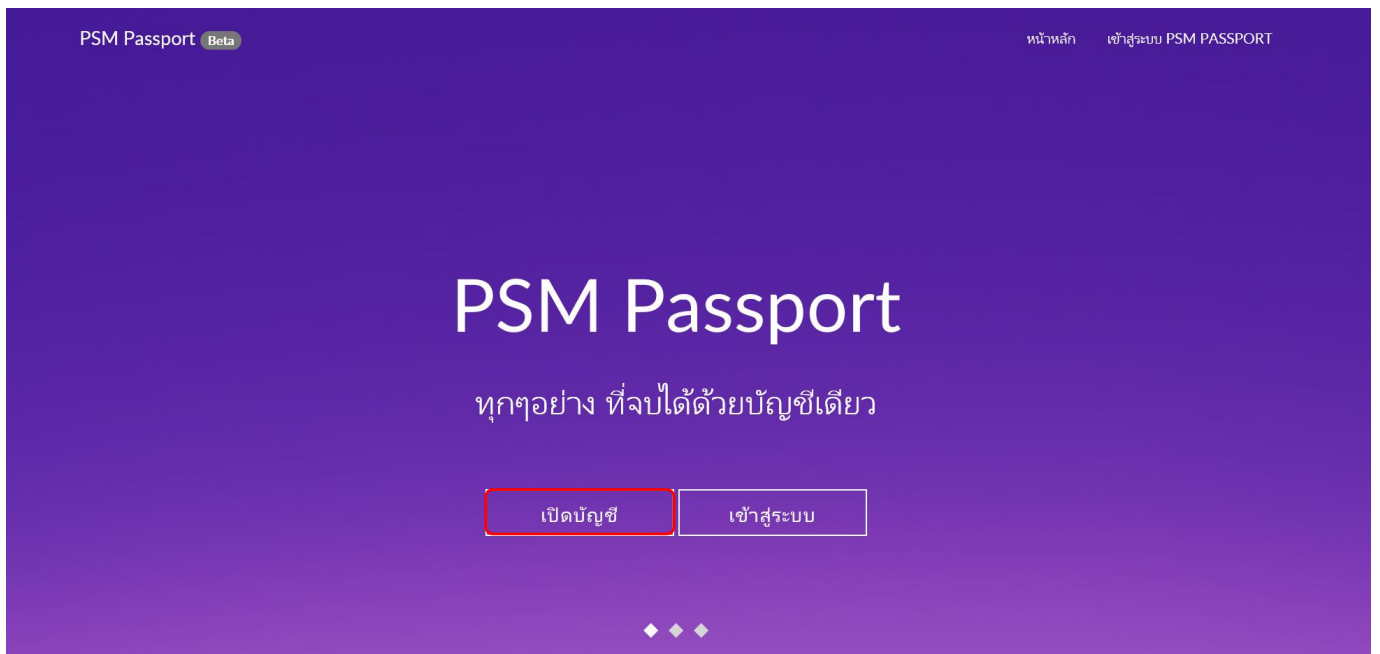 PSM Passport Beta
หน้าหลัก เข้าสู่ระบบ PSM PASSPORT
PSM Passport
ทุกๆอย่าง ที่จบได้ด้วยบัญชีเดียว
เปิดบัญชี เข้าสู่ระบบ